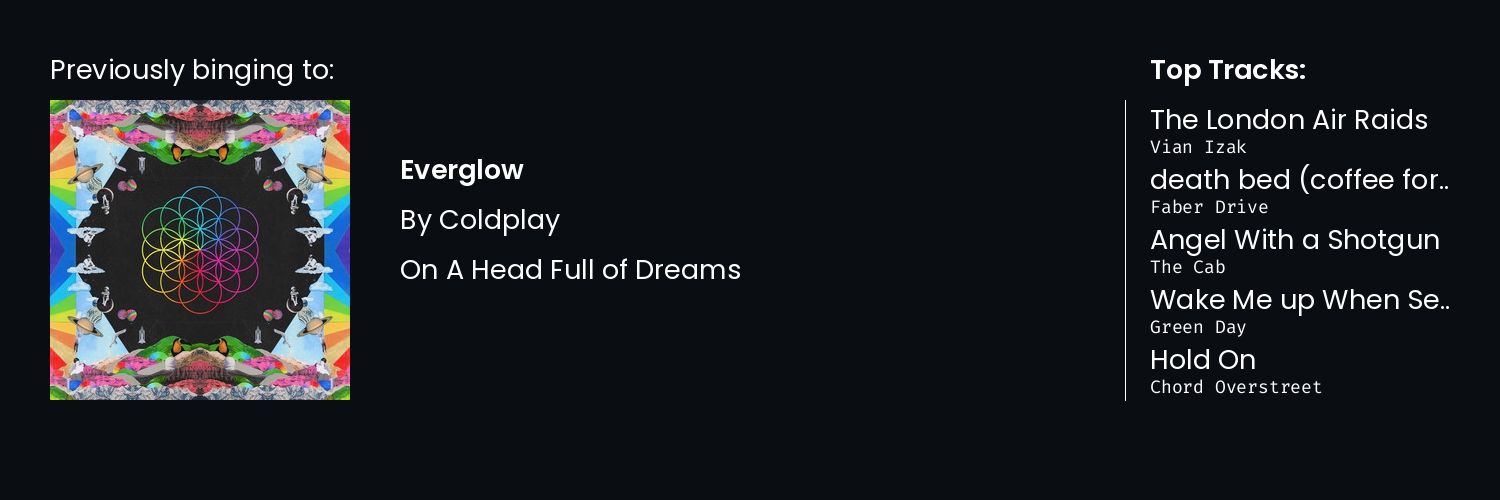 Previously binging to:
Everglow
By Coldplay
On A Head Full of Dreams
Top Tracks:
The London Air Raids
Vian Izak
death bed (coffee for..
Faber Drive
Angel With a Shotgun
The Cab
Wake Me up When Se..
Green Day
Hold On
Chord Overstreet